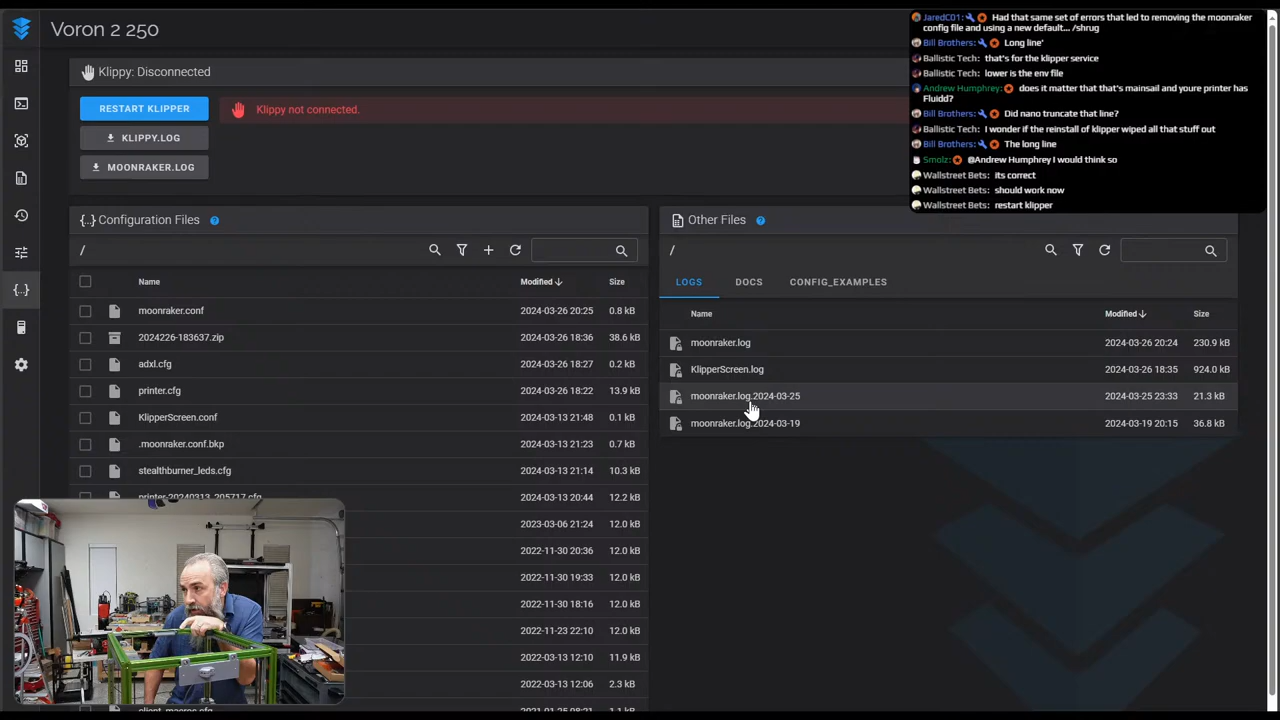 Voron 2 250
Klippy: Disconnected
RESTART KLIPPER
Klippy not connected.
KLIPPY.LOG
MOONRAKER.LOG
JaredC01: Had that same set of errors that led to removing the moonraker
config file and using a new default... /shrug
Bill Brothers: Long line'
Ballistic Tech: that's for the klipper service
Ballistic Tech: lower is the env file
Andrew Humphrey: does it matter that that's mainsail and youre printer has
Fluidd?
Bill Brothers: Did nano truncate that line?
Ballistic Tech: I wonder if the reinstall of klipper wiped all that stuff out
Bill Brothers: The long line
Smolz: @Andrew Humphrey I would think so
Wallstreet Bets: its correct
Wallstreet Bets: should work now
Wallstreet Bets: restart klipper
{..} Configuration Files
/
Name Modified Size
moonraker.conf 2024-03-26 20:25 0.8 kB
2024226-183637.zip 2024-03-26 18:36 38.6 kB
adxl.cfg 2024-03-26 18:27 0.2 kB
printer.cfg 2024-03-26 18:22 13.9 kB
KlipperScreen.conf 2024-03-13 21:48 0.1 kB
.moonraker.conf.bkp 2024-03-13 21:23 0.7 kB
stealthburner_leds.cfg 2024-03-13 21:14 10.3 kB
printer-20240313_205717.cfg 2024-03-13 20:44 12.2 kB
2023-03-06 21:24 12.0 kB
2022-11-30 20:36 12.0 kB
2022-11-30 19:33 12.0 kB
2022-11-30 18:16 12.0 kB
2022-11-23 22:10 12.0 kB
2022-03-13 12:10 11.9 kB
2022-03-13 12:06 2.3 kB
client_macros.cfg 2021-01-25 08:21 1.1 kB
Other Files
/
LOGS DOCS CONFIG_EXAMPLES
Name Modified Size
moonraker.log 2024-03-26 20:24 230.9 kB
KlipperScreen.log 2024-03-26 18:35 924.0 kB
moonraker.log.2024-03-25 2024-03-25 23:33 21.3 kB
moonraker.log.2024-03-19 2024-03-19 20:15 36.8 kB